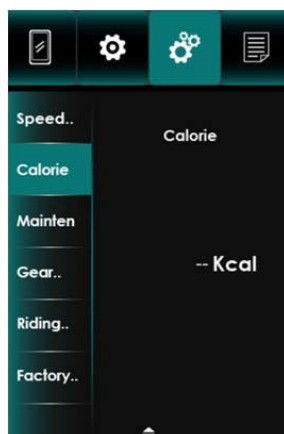 Speed..
Calorie
Calorie
Mainten
-- Kcal
Gear..
Riding..
Factory..